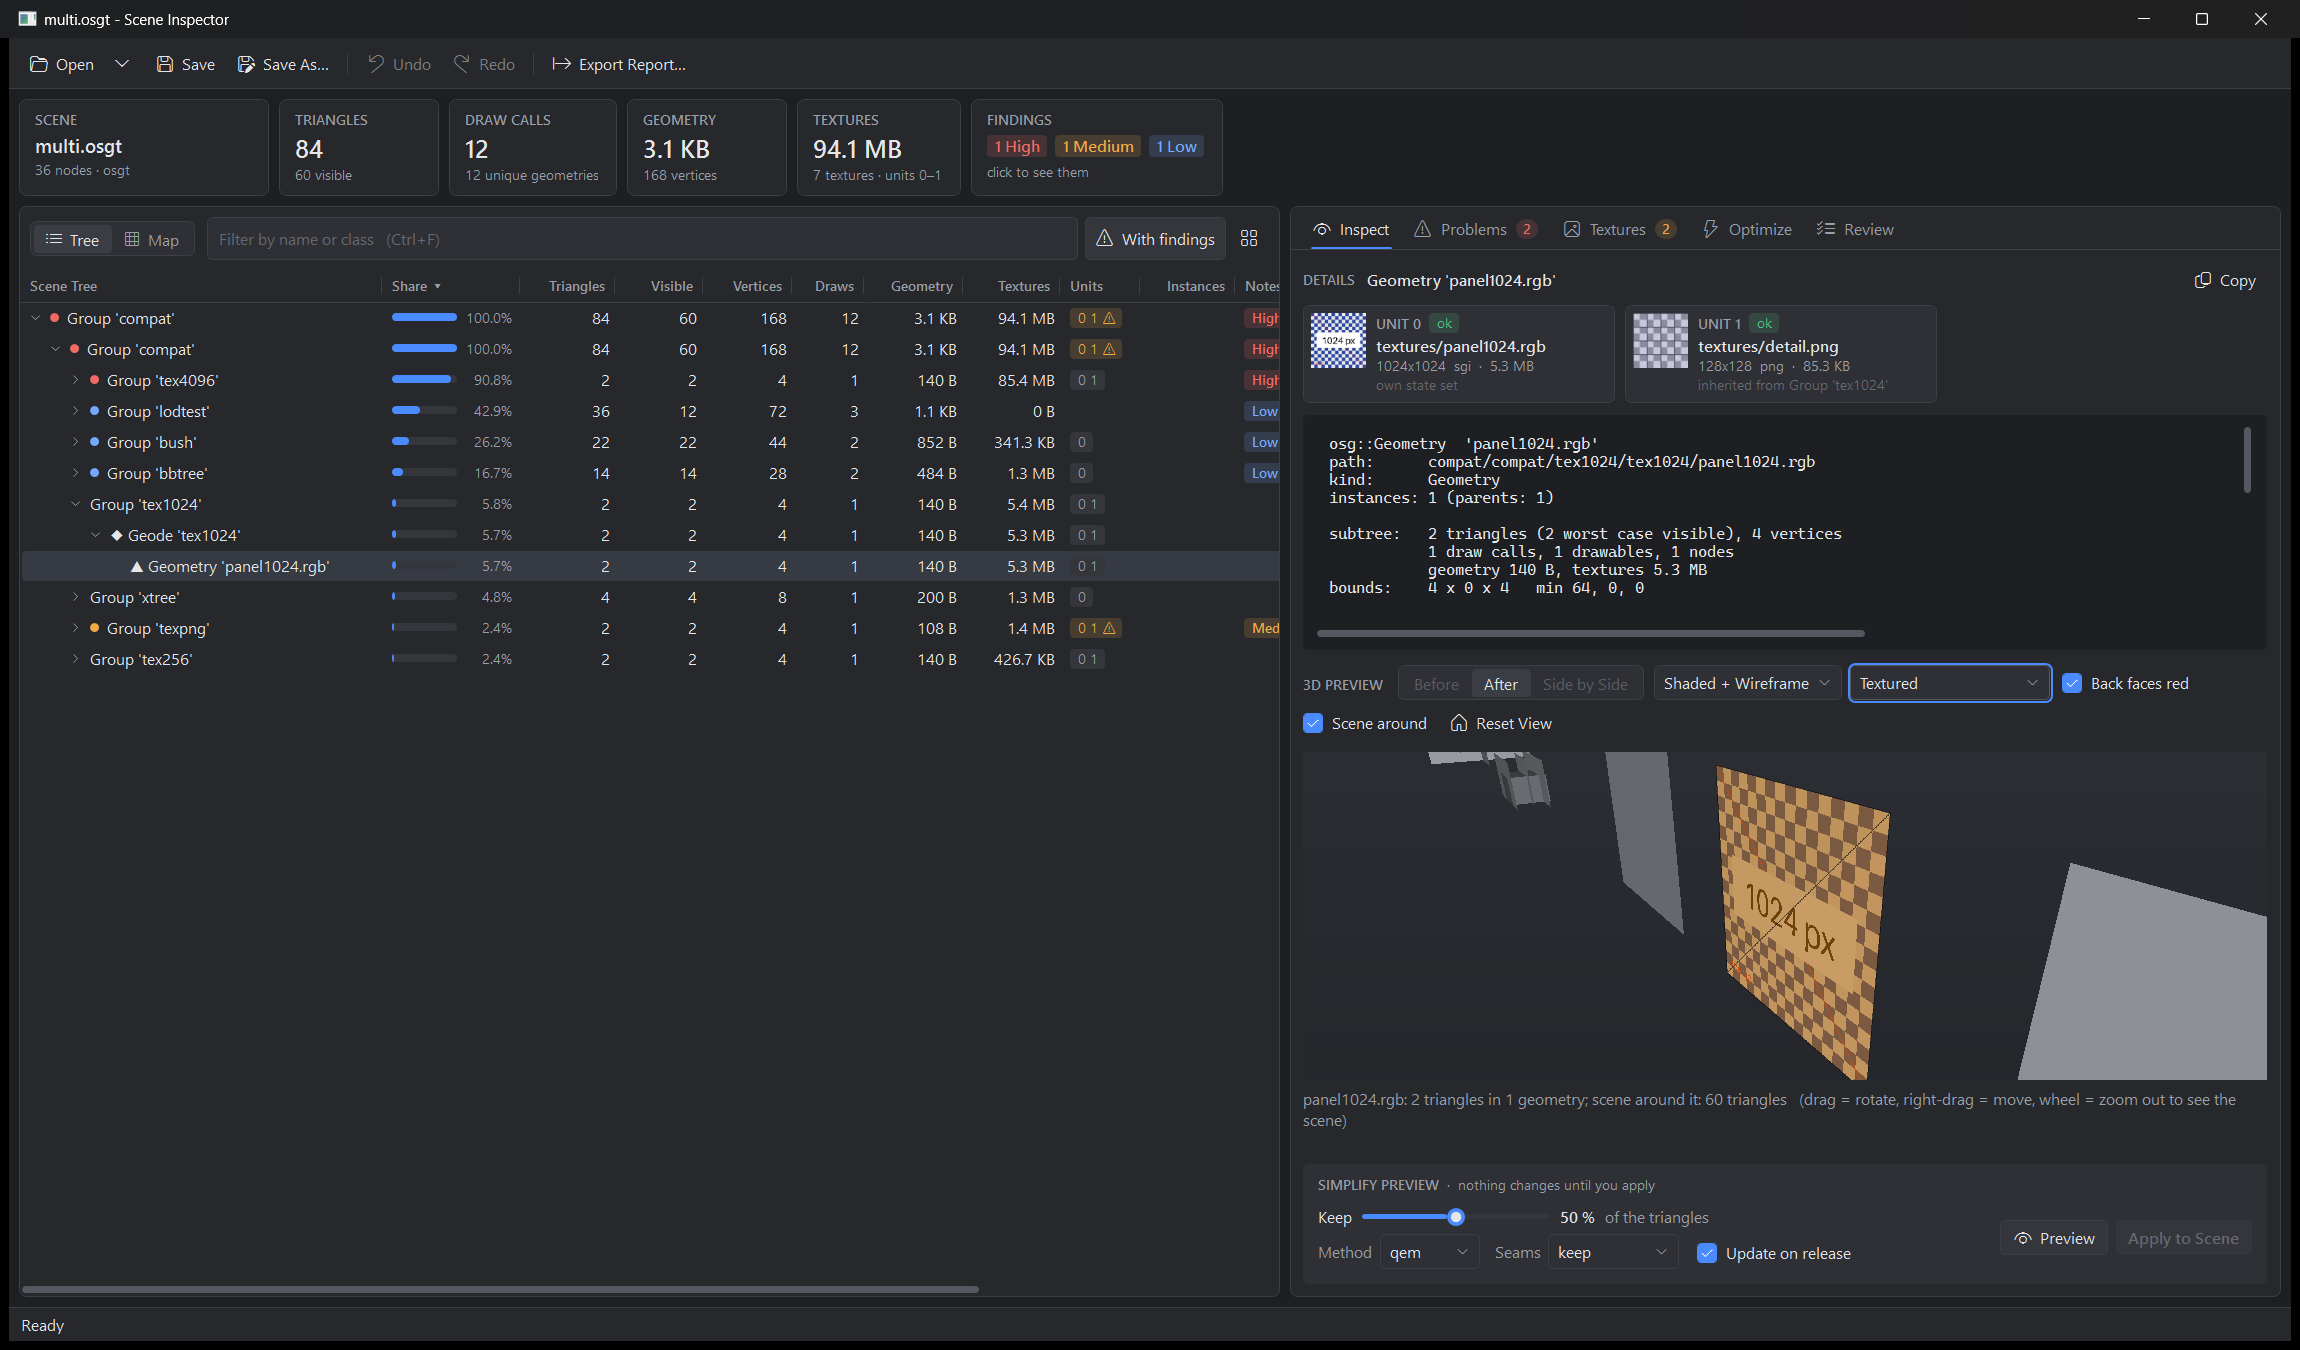 multi.osgt - Scene Inspector
Open Save Save As... Undo Redo Export Report...
SCENE
multi.osgt
36 nodes · osgt
TRIANGLES
84
60 visible
DRAW CALLS
12
12 unique geometries
GEOMETRY
3.1 KB
168 vertices
TEXTURES
94.1 MB
7 textures · units 0–1
FINDINGS
1 High 1 Medium 1 Low
click to see them
Tree Map Filter by name or class (Ctrl+F) With findings
Scene Tree Share Triangles Visible Vertices Draws Geometry Textures Units Instances Notes
Group 'compat' 100.0% 84 60 168 12 3.1 KB 94.1 MB 0 1 High
Group 'compat' 100.0% 84 60 168 12 3.1 KB 94.1 MB 0 1 High
Group 'tex4096' 90.8% 2 2 4 1 140 B 85.4 MB 0 1 High
Group 'lodtest' 42.9% 36 12 72 3 1.1 KB 0 B Low
Group 'bush' 26.2% 22 22 44 2 852 B 341.3 KB 0 Low
Group 'bbtree' 16.7% 14 14 28 2 484 B 1.3 MB 0 Low
Group 'tex1024' 5.8% 2 2 4 1 140 B 5.4 MB 0 1
Geode 'tex1024' 5.7% 2 2 4 1 140 B 5.3 MB 0 1
Geometry 'panel1024.rgb' 5.7% 2 2 4 1 140 B 5.3 MB 0 1
Group 'xtree' 4.8% 4 4 8 1 200 B 1.3 MB 0
Group 'texpng' 2.4% 2 2 4 1 108 B 1.4 MB 0 1 Med
Group 'tex256' 2.4% 2 2 4 1 140 B 426.7 KB 0 1
Inspect Problems 2 Textures 2 Optimize Review
DETAILS Geometry 'panel1024.rgb' Copy
1024 px
UNIT 0 ok
textures/panel1024.rgb
1024x1024 sgi · 5.3 MB
own state set
UNIT 1 ok
textures/detail.png
128x128 png · 85.3 KB
inherited from Group 'tex1024'
osg::Geometry 'panel1024.rgb'
path: compat/compat/tex1024/tex1024/panel1024.rgb
kind: Geometry
instances: 1 (parents: 1)
subtree: 2 triangles (2 worst case visible), 4 vertices
1 draw calls, 1 drawables, 1 nodes
geometry 140 B, textures 5.3 MB
bounds: 4 x 0 x 4 min 64, 0, 0
3D PREVIEW Before After Side by Side Shaded + Wireframe Textured Back faces red
Scene around Reset View
1024 px
panel1024.rgb: 2 triangles in 1 geometry; scene around it: 60 triangles (drag = rotate, right-drag = move, wheel = zoom out to see the
scene)
SIMPLIFY PREVIEW · nothing changes until you apply
Keep 50 % of the triangles
Method qem Seams keep Update on release Preview Apply to Scene
Ready